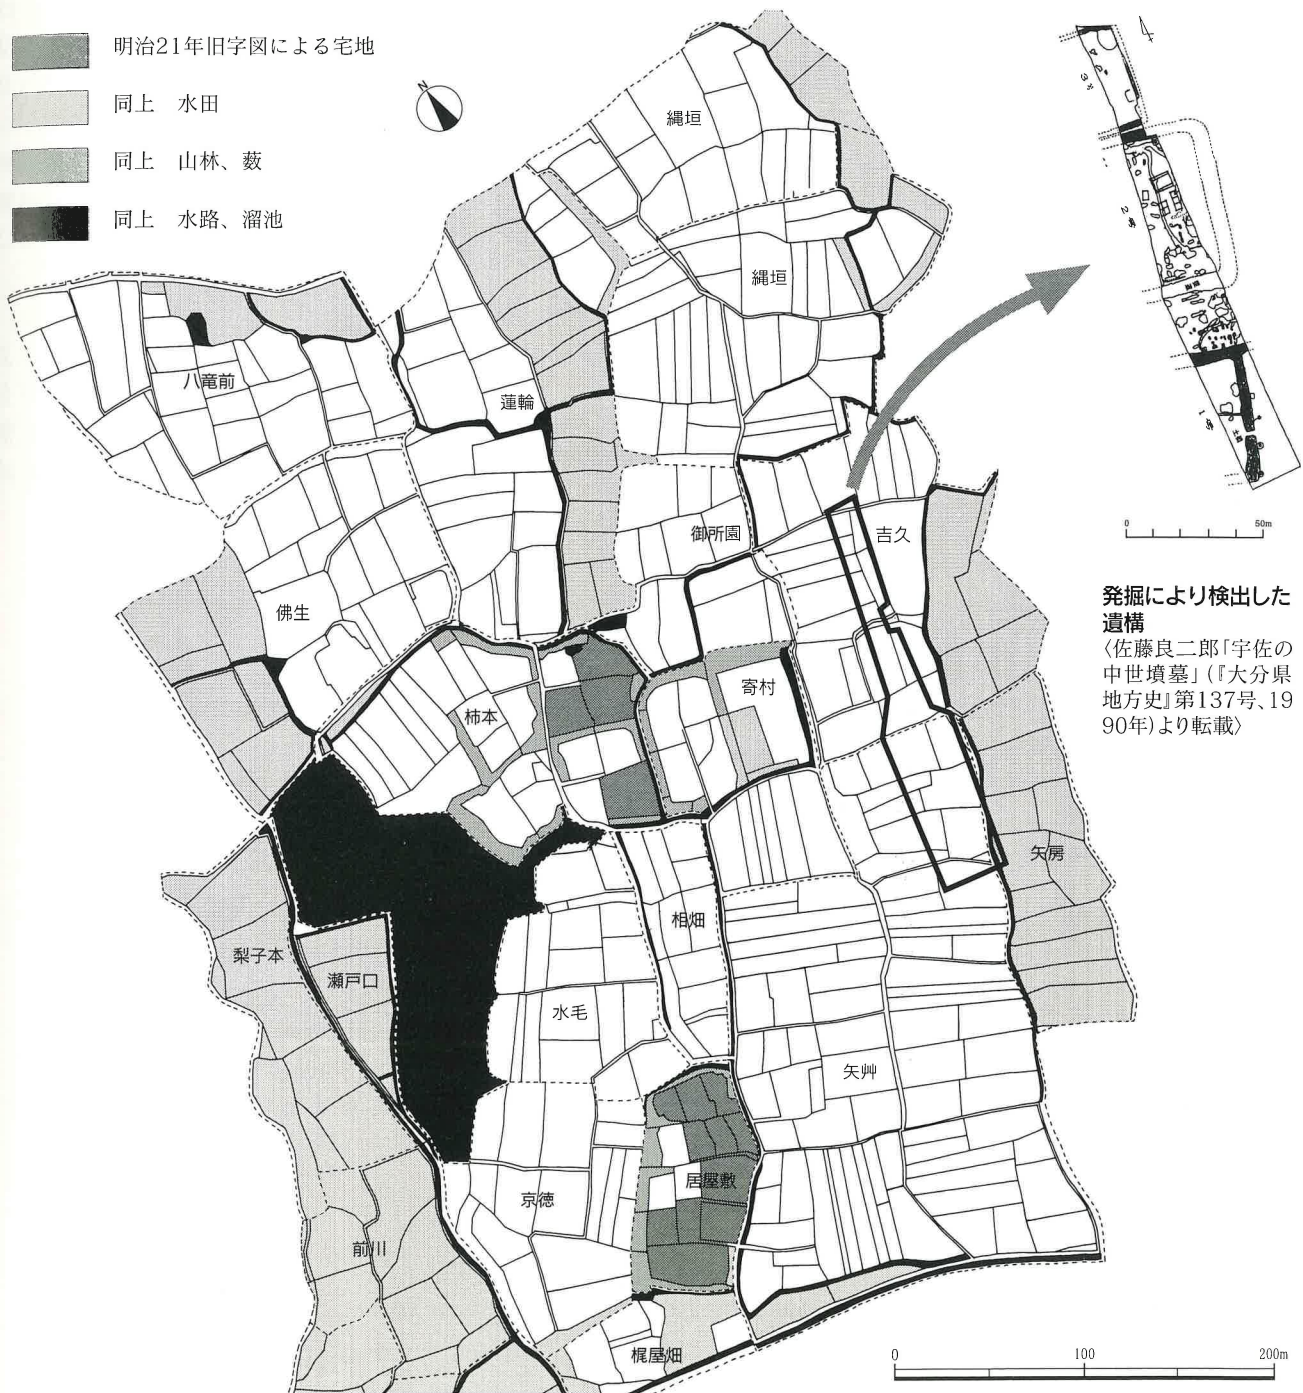 明治21年旧字図による宅地
同上 水田
同上 山林、薮
同上 水路、溜池
N
縄垣
縄垣
八竜前
蓮輪
御所園
吉久
佛生
柿本
寄村
矢房
相畑
梨子本
瀬戸口
水毛
矢艸
居屋敷
京徳
前川
梶屋畑
0 100 200m
3号
2号
1号
0 50m
発掘により検出した
遺構
〈佐藤良二郎「宇佐の
中世墳墓」(『大分県
地方史』第137号、19
90年)より転載〉